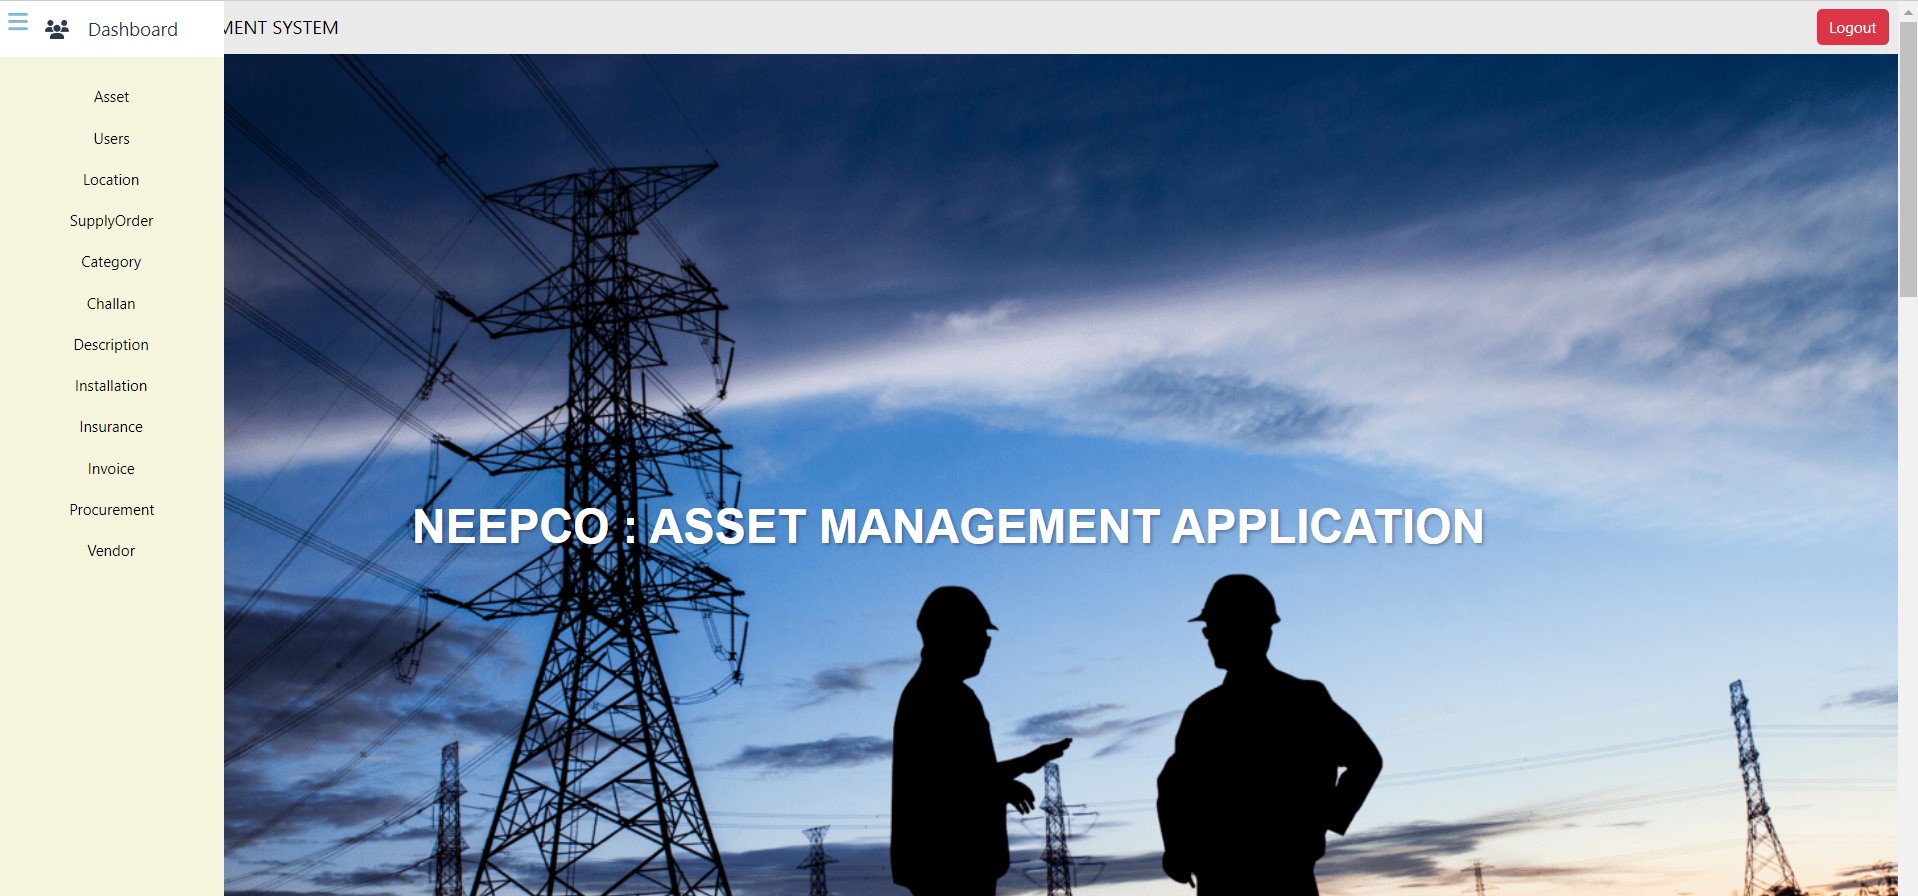 Dashboard
MENT SYSTEM
Logout
Asset
Users
Location
SupplyOrder
Category
Challan
Description
Installation
Insurance
Invoice
Procurement
Vendor
NEEPCO : ASSET MANAGEMENT APPLICATION